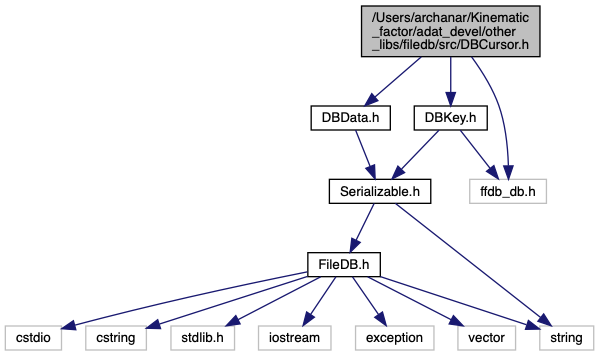 /Users/archanar/Kinematic
_factor/adat_devel/other
_libs/filedb/src/DBCursor.h
DBData.h
DBKey.h
Serializable.h
ffdb_db.h
FileDB.h
cstdio
cstring
stdlib.h
iostream
exception
vector
string